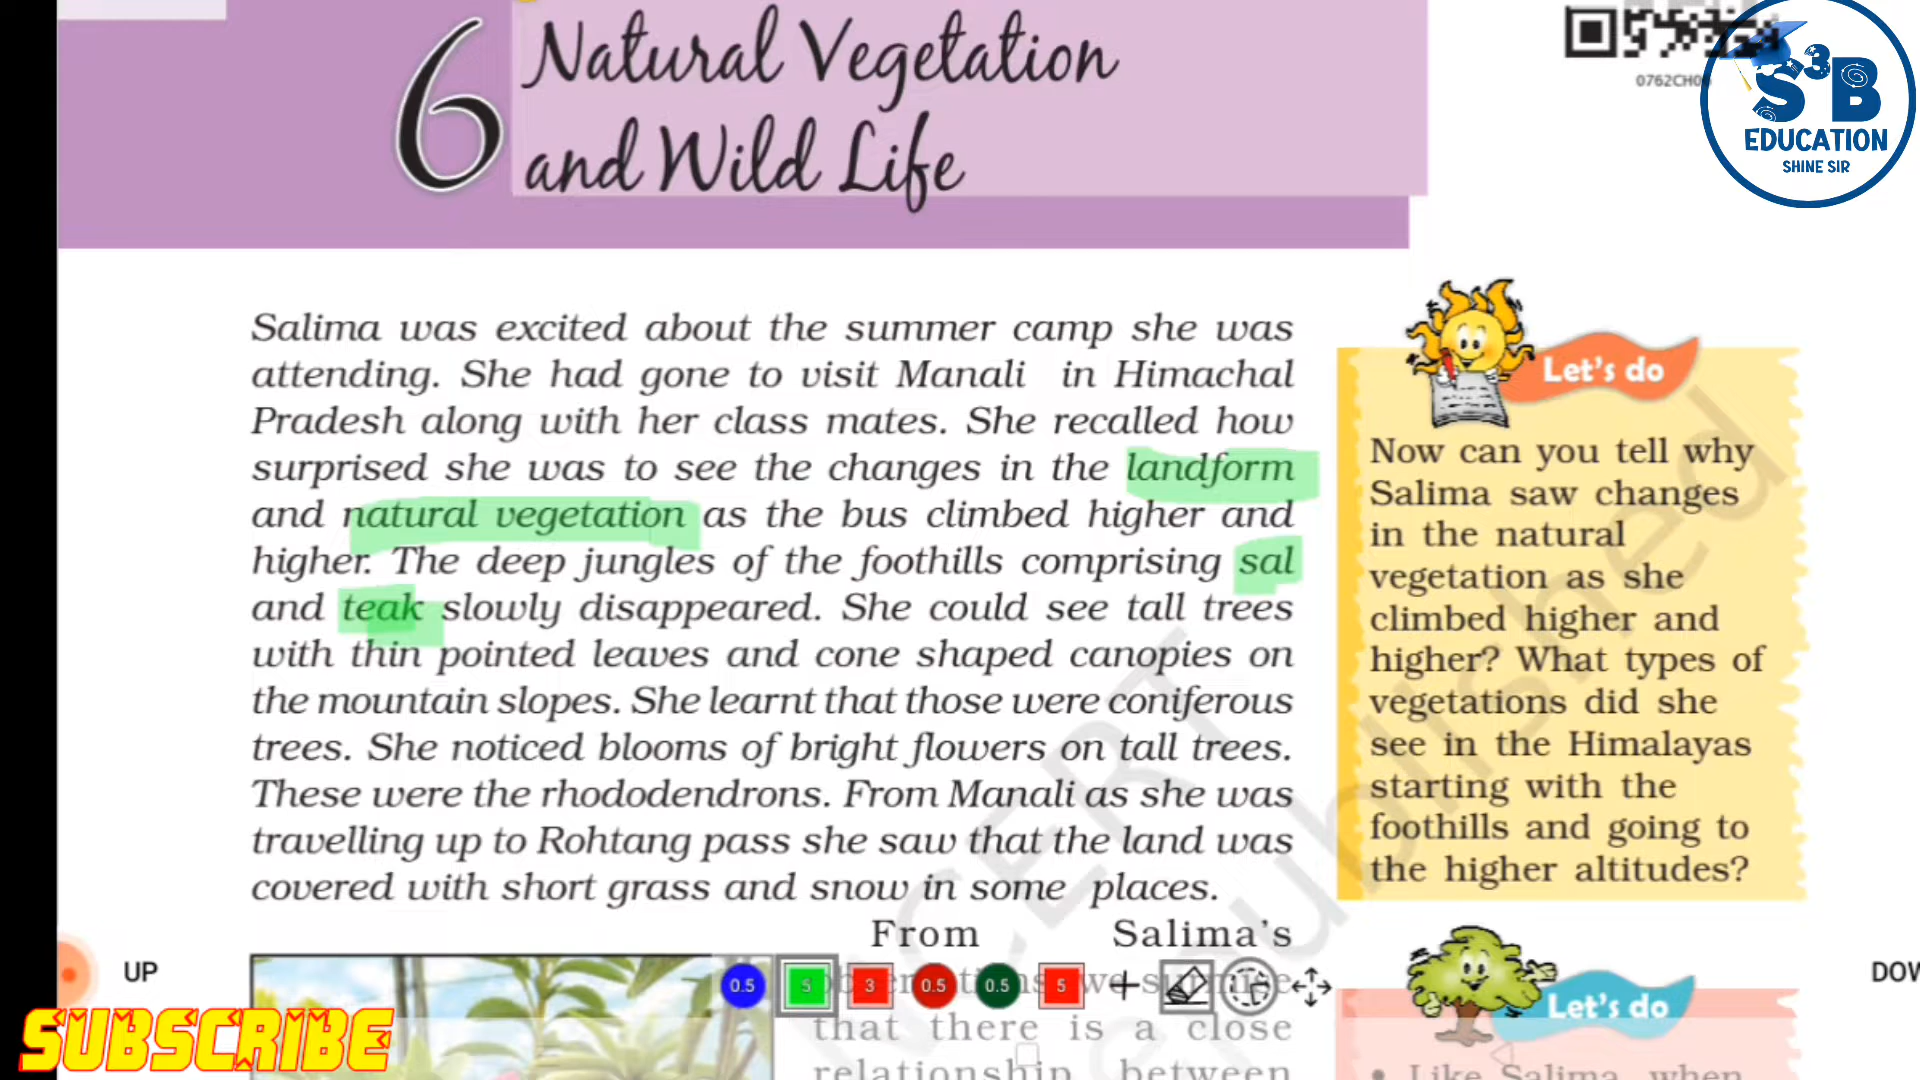 6 Natural Vegetation
and Wild Life
0762CH0
S³B
EDUCATION
SHINE SIR
Salima was excited about the summer camp she was
attending. She had gone to visit Manali in Himachal
Pradesh along with her class mates. She recalled how
surprised she was to see the changes in the landform
and natural vegetation as the bus climbed higher and
higher. The deep jungles of the foothills comprising sal
and teak slowly disappeared. She could see tall trees
with thin pointed leaves and cone shaped canopies on
the mountain slopes. She learnt that those were coniferous
trees. She noticed blooms of bright flowers on tall trees.
These were the rhododendrons. From Manali as she was
travelling up to Rohtang pass she saw that the land was
covered with short grass and snow in some places.
From Salima's
that there is a close
relationship between
Let's do
Now can you tell why
Salima saw changes
in the natural
vegetation as she
climbed higher and
higher? What types of
vegetations did she
see in the Himalayas
starting with the
foothills and going to
the higher altitudes?
Let's do
• Like Salima, when
UP
0.5 5 3 0.5 0.5 5
DOW
SUBSCRIBE
NCERT